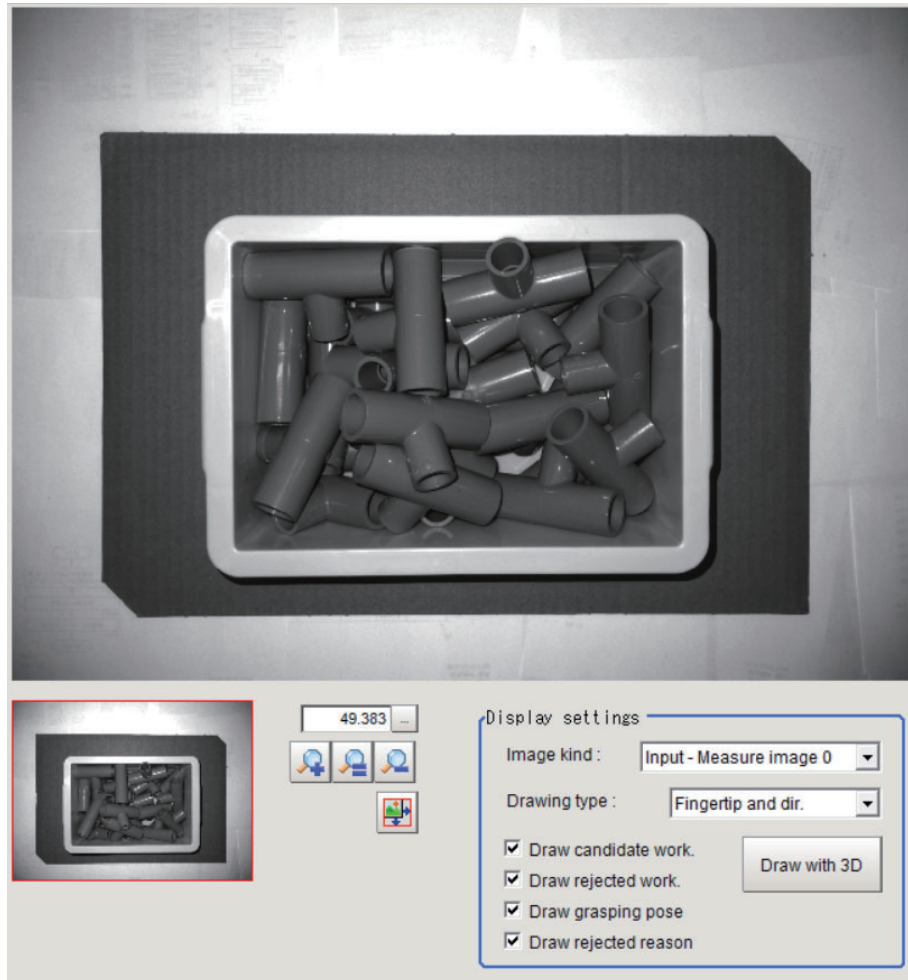 49.383
...
Display settings
Image kind :
Input - Measure image 0
Drawing type :
Fingertip and dir.
Draw candidate work.
Draw with 3D
Draw rejected work.
Draw grasping pose
Draw rejected reason